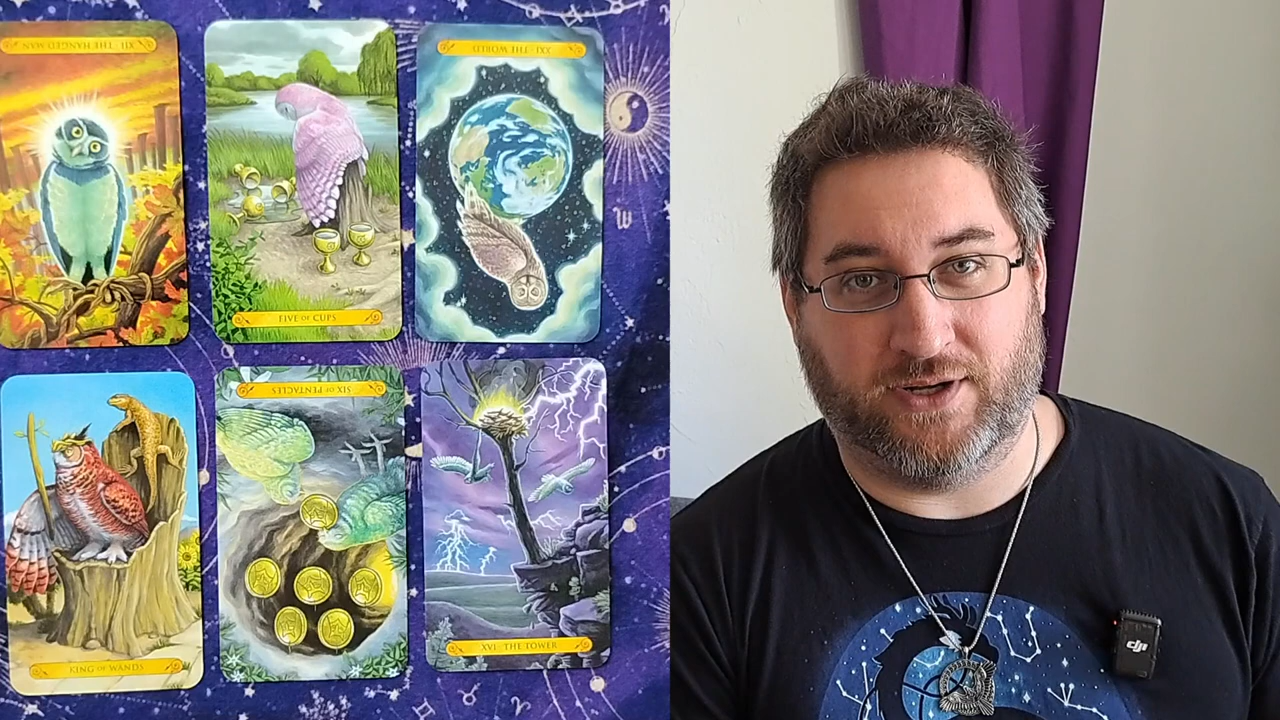 XII · THE HANGED MAN
FIVE OF CUPS
XXI · THE WORLD
KING OF WANDS
SIX OF PENTACLES
XVI · THE TOWER
dji